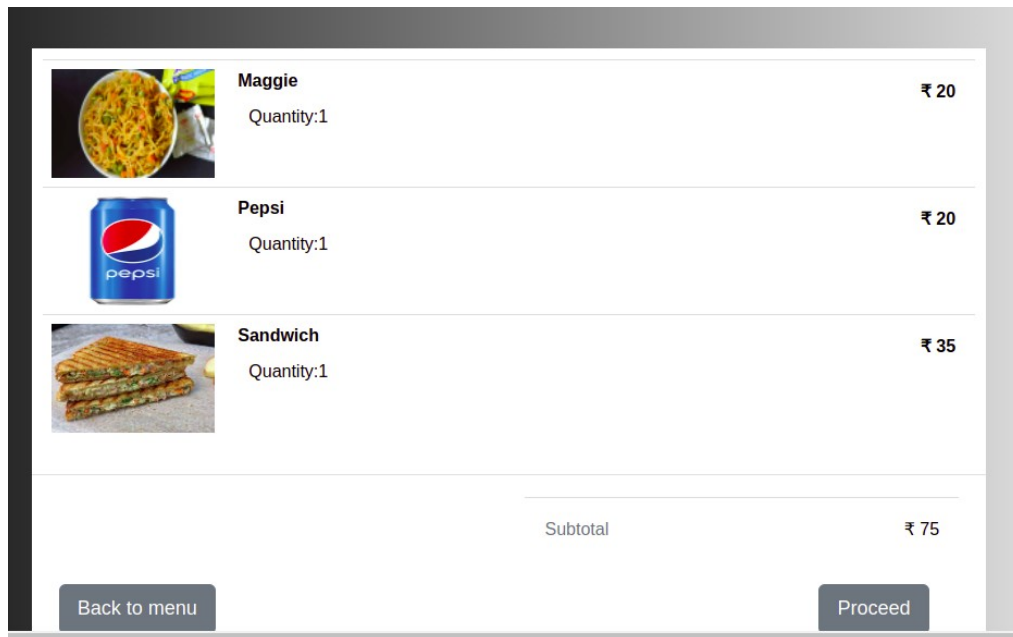 Maggie
₹ 20
Quantity:1
Pepsi
₹ 20
Quantity:1
pepsi
Sandwich
₹ 35
Quantity:1
Subtotal
₹ 75
Back to menu
Proceed